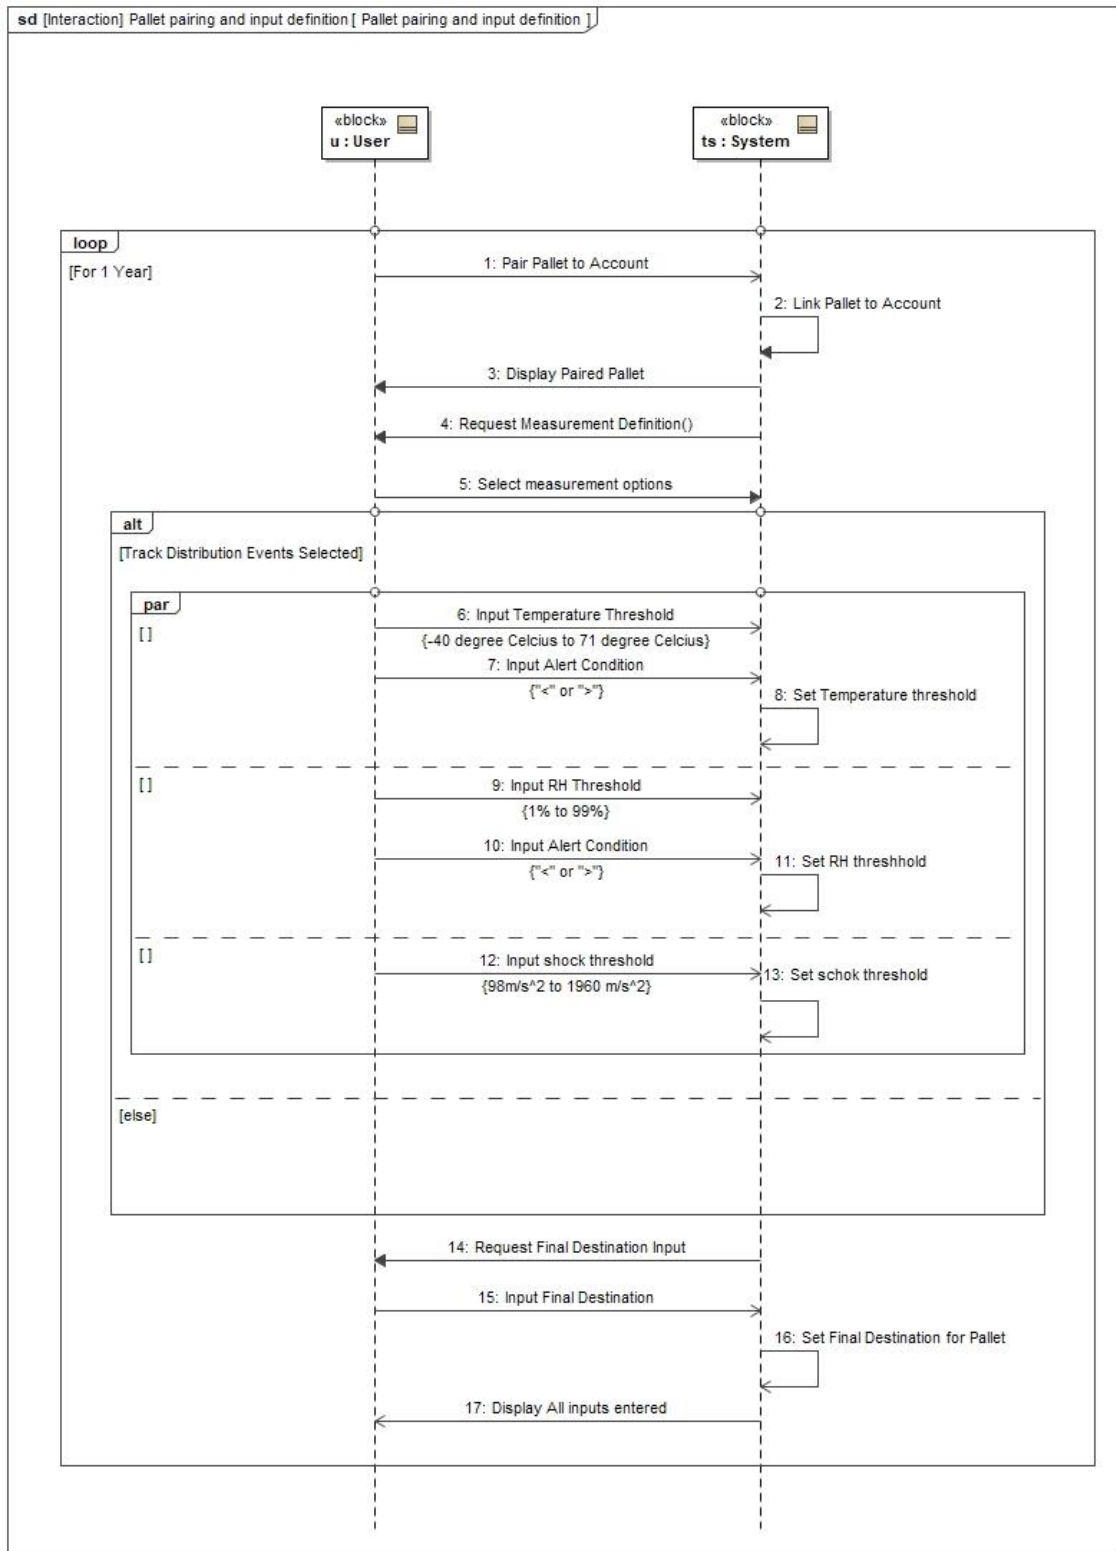 sd [Interaction] Pallet pairing and input definition [ Pallet pairing and input definition ]
«block»
u : User
«block»
ts : System
loop
[For 1 Year]
1: Pair Pallet to Account
2: Link Pallet to Account
3: Display Paired Pallet
4: Request Measurement Definition()
5: Select measurement options
alt
[Track Distribution Events Selected]
par
[ ]
6: Input Temperature Threshold
{-40 degree Celcius to 71 degree Celcius}
7: Input Alert Condition
{"<" or ">"}
8: Set Temperature threshold
[ ]
9: Input RH Threshold
{1% to 99%}
10: Input Alert Condition
{"<" or ">"}
11: Set RH threshhold
[ ]
12: Input shock threshold
{98m/s^2 to 1960 m/s^2}
13: Set schok threshold
[else]
14: Request Final Destination Input
15: Input Final Destination
16: Set Final Destination for Pallet
17: Display All inputs entered